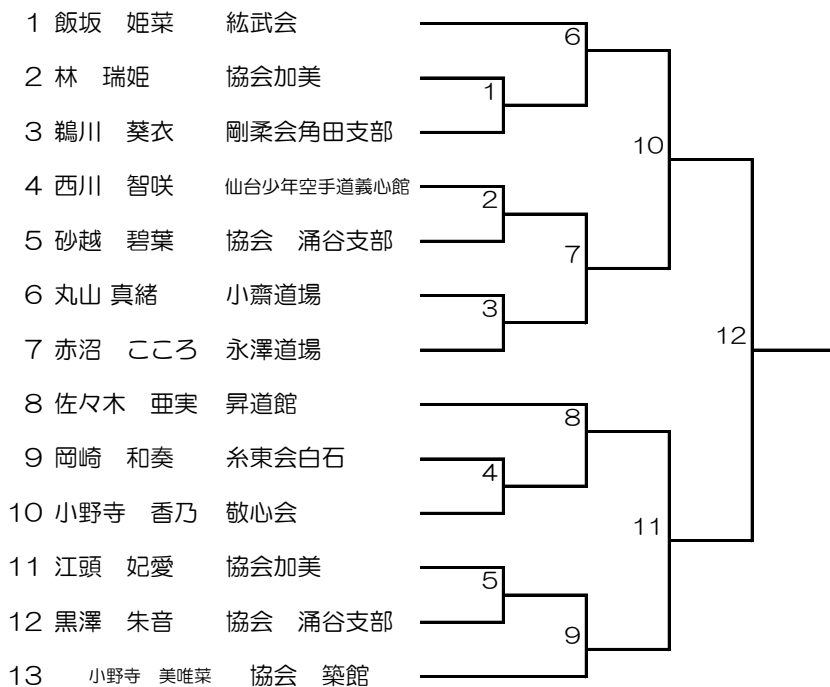 1 飯坂　姫菜　紘武会
6
2 林　瑞姫　協会加美
1
3 鵜川　葵衣　剛柔会角田支部
10
4 西川　智咲　仙台少年空手道義心館
2
5 砂越　碧葉　協会　涌谷支部
7
6 丸山 真緒　小齋道場
3
12
7 赤沼　こころ　永澤道場
8 佐々木　亜実　昇道館
8
9 岡崎　和奏　糸東会白石
4
10 小野寺　香乃　敬心会
11
11 江頭　妃愛　協会加美
5
12 黒澤　朱音　協会　涌谷支部
9
13 小野寺　美唯菜　協会　築館